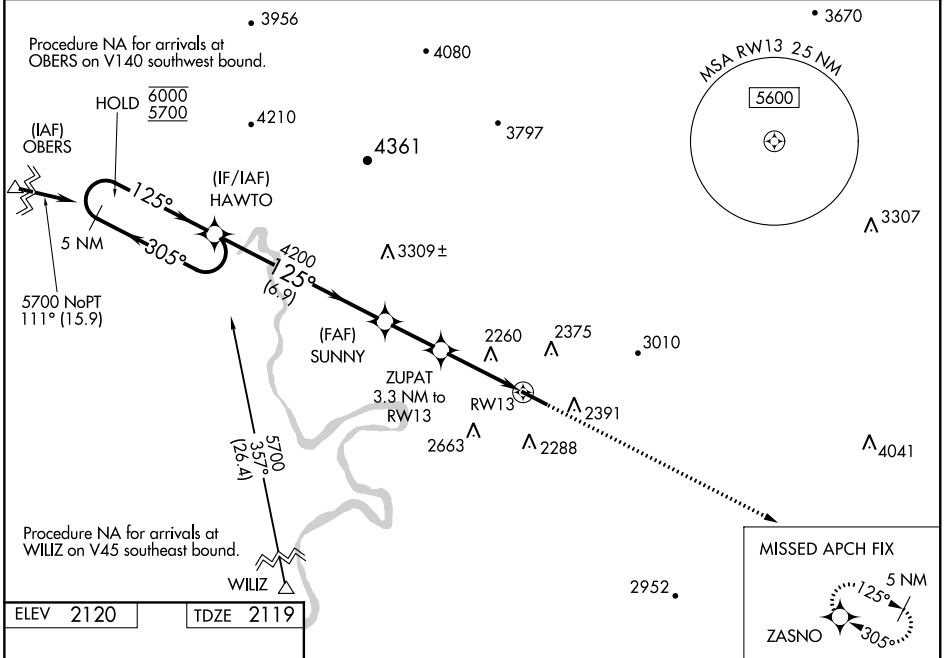 3956
3670
Procedure NA for arrivals at
OBERS on V140 southwest bound.
4080
MSA RW13 25 NM
5600
HOLD 6000
5700
4210
3797
4361
(IAF)
OBERS
(IF/IAF)
HAWTO
125°
305°
5 NM
3307
3309 ±
4200
125°
(6.9)
5700 NoPT
111° (15.9)
(FAF)
SUNNY
2260
2375
3010
ZUPAT
3.3 NM to
RW13
RW13
2391
2663
2288
4041
5700
357°
(26.4)
Procedure NA for arrivals at
WILIZ on V45 southeast bound.
WILIZ
2952
MISSED APCH FIX
5 NM
125°
305°
ZASNO
ELEV 2120
TDZE 2119